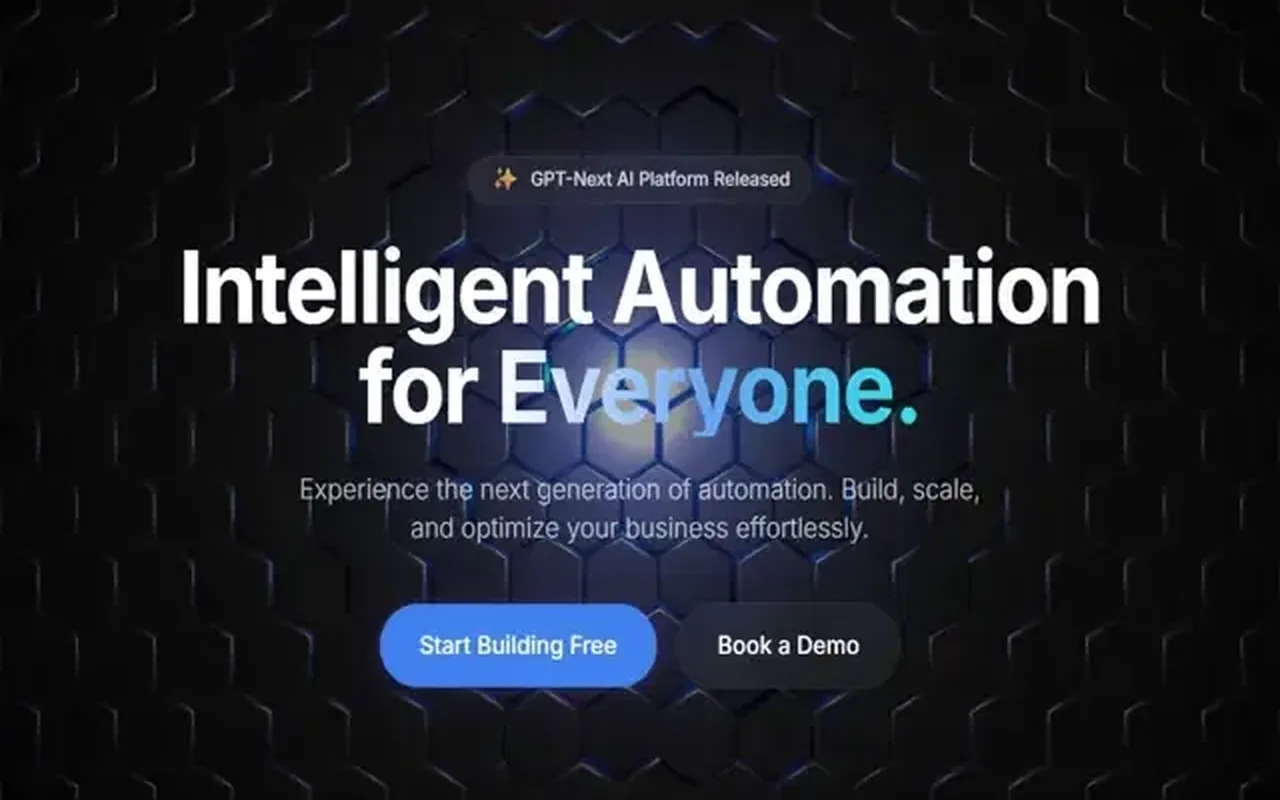 ✨ GPT-Next AI Platform Released
Intelligent Automation
for Everyone.
Experience the next generation of automation. Build, scale,
and optimize your business effortlessly.
Start Building Free
Book a Demo